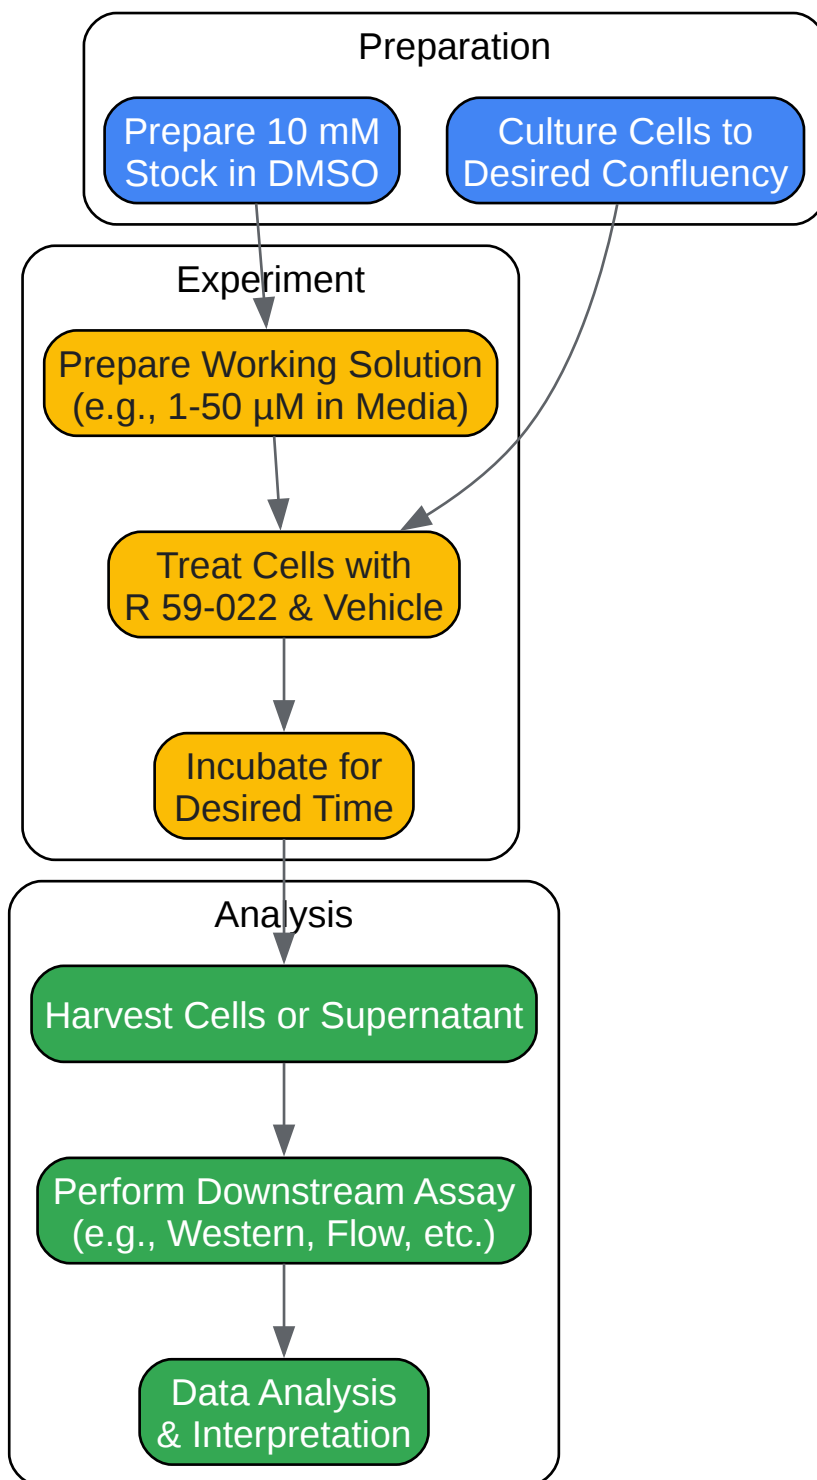 Preparation
Prepare 10 mM
Stock in DMSO
Culture Cells to
Desired Confluency
Experiment
Prepare Working Solution
(e.g., 1-50 µM in Media)
Treat Cells with
R 59-022 & Vehicle
Incubate for
Desired Time
Analysis
Harvest Cells or Supernatant
Perform Downstream Assay
(e.g., Western, Flow, etc.)
Data Analysis
& Interpretation